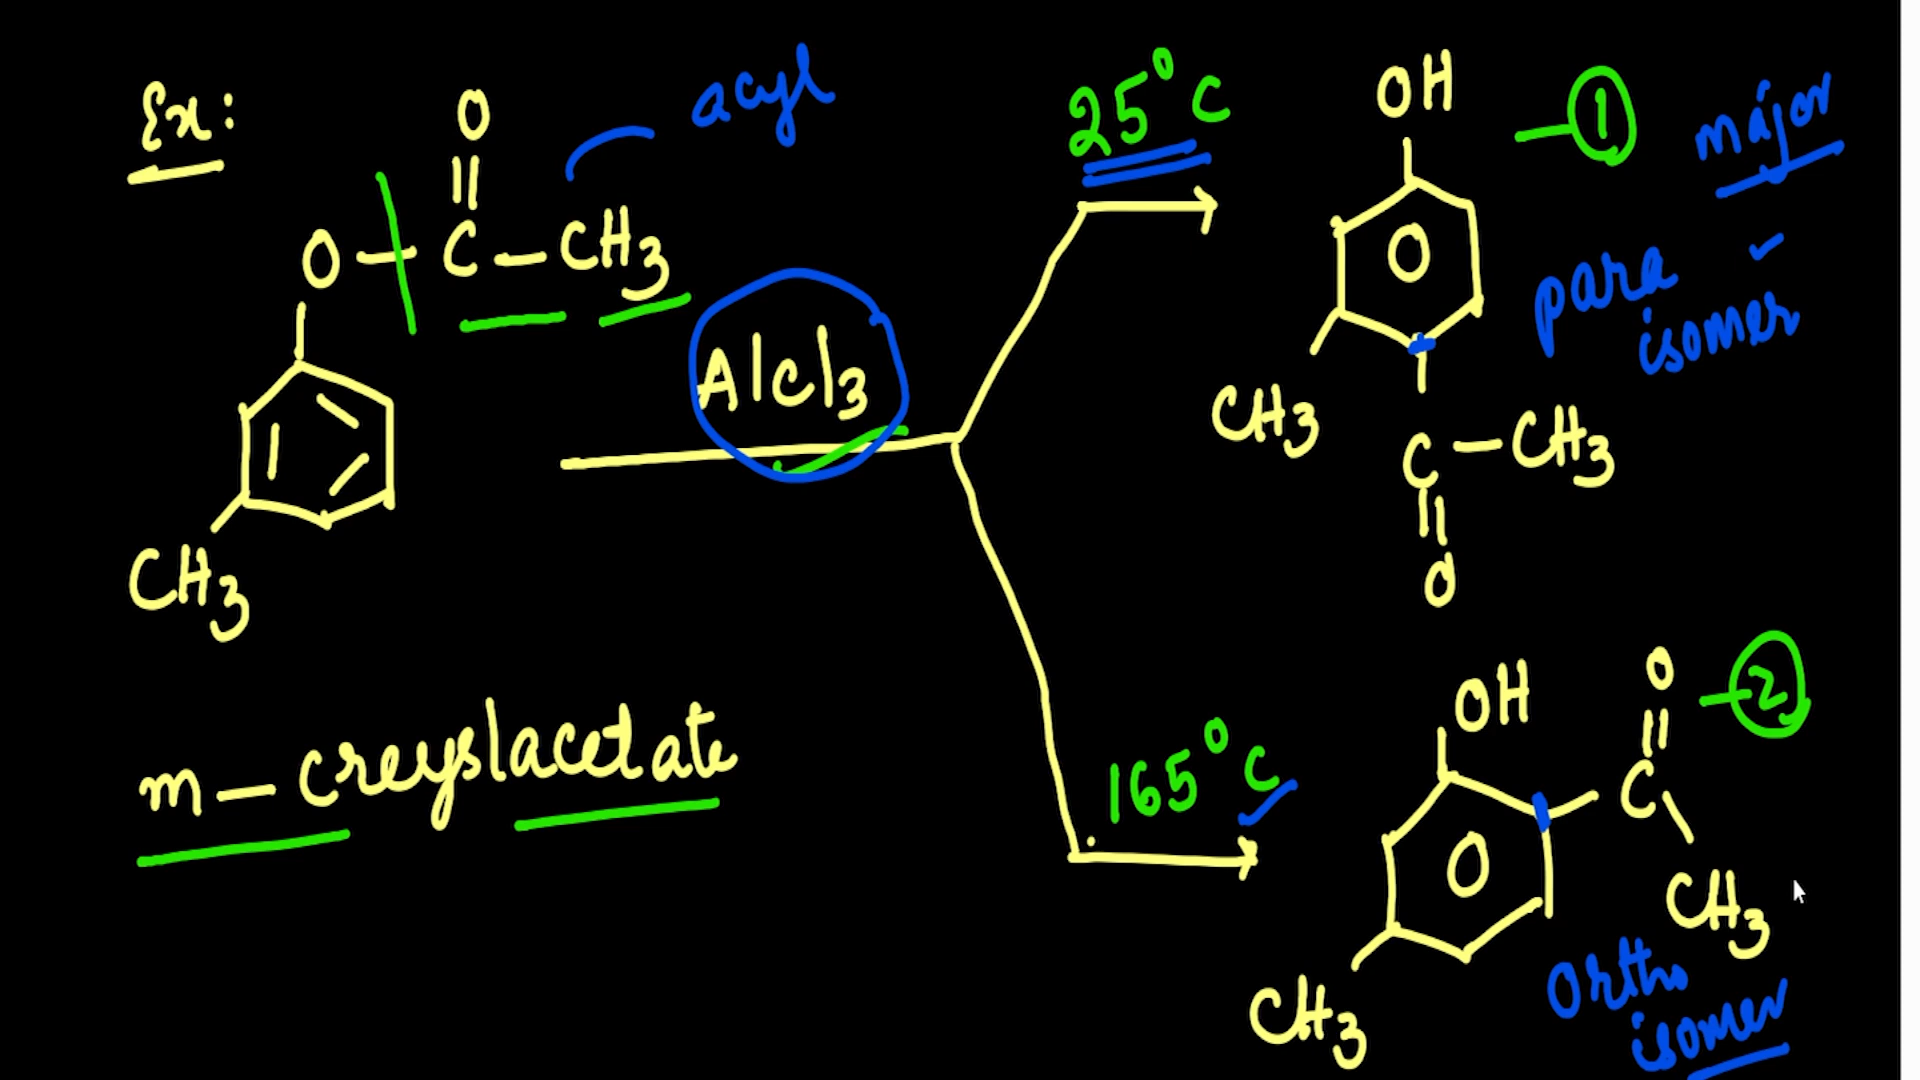 Ex:
O
||
O - C - CH3
acyl
CH3
m - creyslacetate
AlCl3
25°C
OH
1
major
para
isomer
CH3
C - CH3
||
O
165°C
OH
O
||
C
CH3
2
CH3
Ortho
isomer